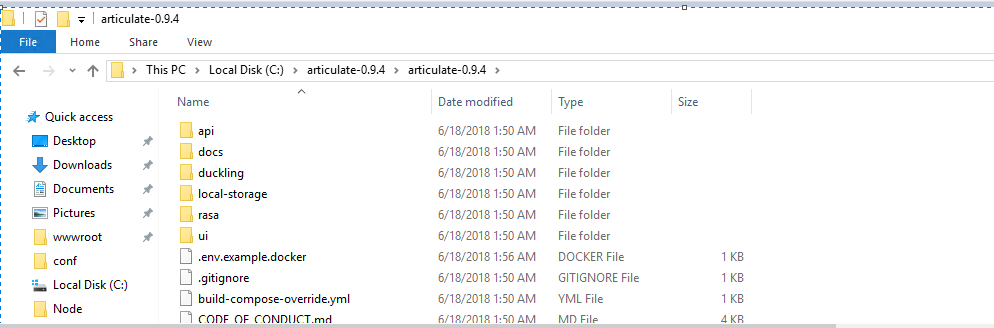 articulate-0.9.4
File Home Share View
This PC Local Disk (C:) articulate-0.9.4 articulate-0.9.4
Name Date modified Type Size
Quick access
Desktop
Downloads
Documents
Pictures
wwwroot
conf
Local Disk (C:)
Node
api 6/18/2018 1:50 AM File folder
docs 6/18/2018 1:50 AM File folder
duckling 6/18/2018 1:50 AM File folder
local-storage 6/18/2018 1:50 AM File folder
rasa 6/18/2018 1:50 AM File folder
ui 6/18/2018 1:50 AM File folder
.env.example.docker 6/18/2018 1:56 AM DOCKER File 1 KB
.gitignore 6/18/2018 1:50 AM GITIGNORE File 1 KB
build-compose-override.yml 6/18/2018 1:50 AM YML File 1 KB
CODE_OF_CONDUCT.md 6/18/2018 1:50 AM MD File 4 KB